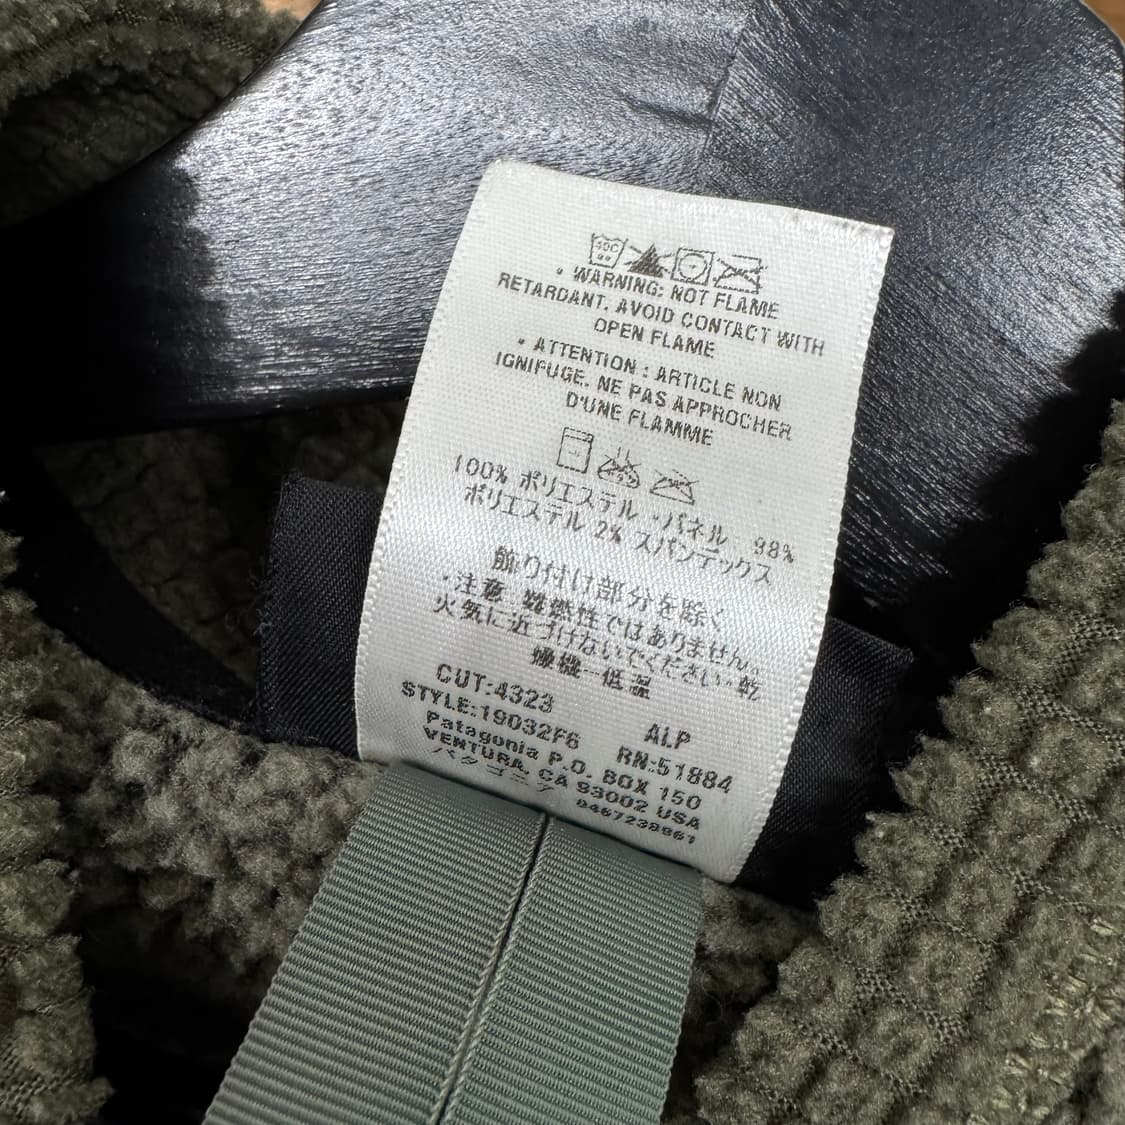 40C
• WARNING: NOT FLAME
RETARDANT. AVOID CONTACT WITH
OPEN FLAME
• ATTENTION : ARTICLE NON
IGNIFUGE. NE PAS APPROCHER
D'UNE FLAMME
100% ポリエステル ・パネル 98%
ポリエステル 2% スパンデックス
飾り付け部分を除く
・注意 難燃性ではありません。
火気に近づけないでください・乾
燥機−低温
CUT:4323 ALP
STYLE:19032F6 RN:51884
Patagonia P.O. BOX 150
VENTURA, CA 93002 USA
パタゴニア 0467238961